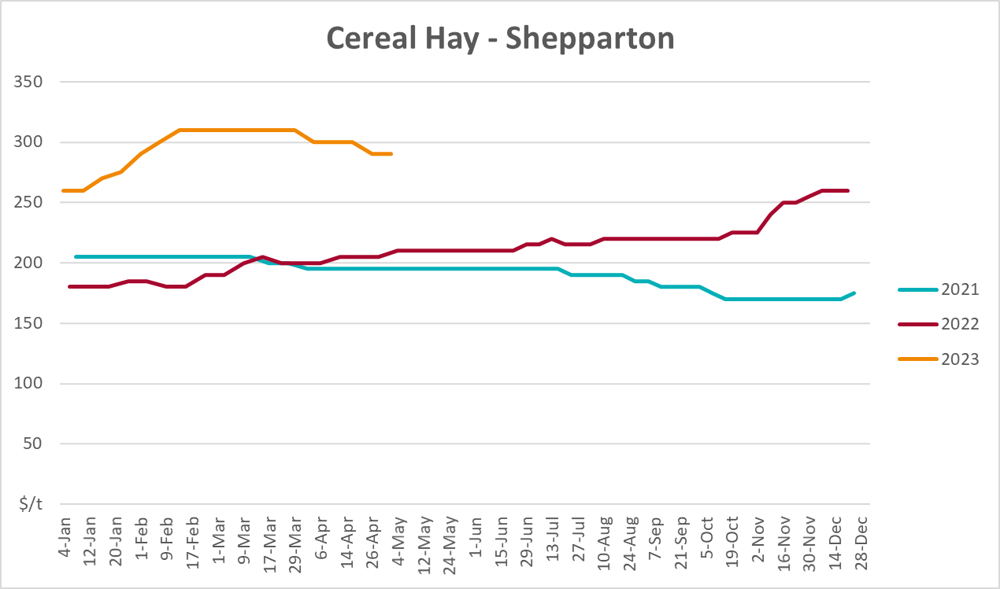 Cereal Hay - Shepparton
350
300
250
200
150
100
50
$/t
4-Jan
12-Jan
20-Jan
1-Feb
9-Feb
17-Feb
1-Mar
9-Mar
17-Mar
29-Mar
6-Apr
14-Apr
26-Apr
4-May
12-May
24-May
1-Jun
15-Jun
29-Jun
13-Jul
27-Jul
10-Aug
24-Aug
7-Sep
21-Sep
5-Oct
19-Oct
2-Nov
16-Nov
30-Nov
14-Dec
28-Dec
2021
2022
2023